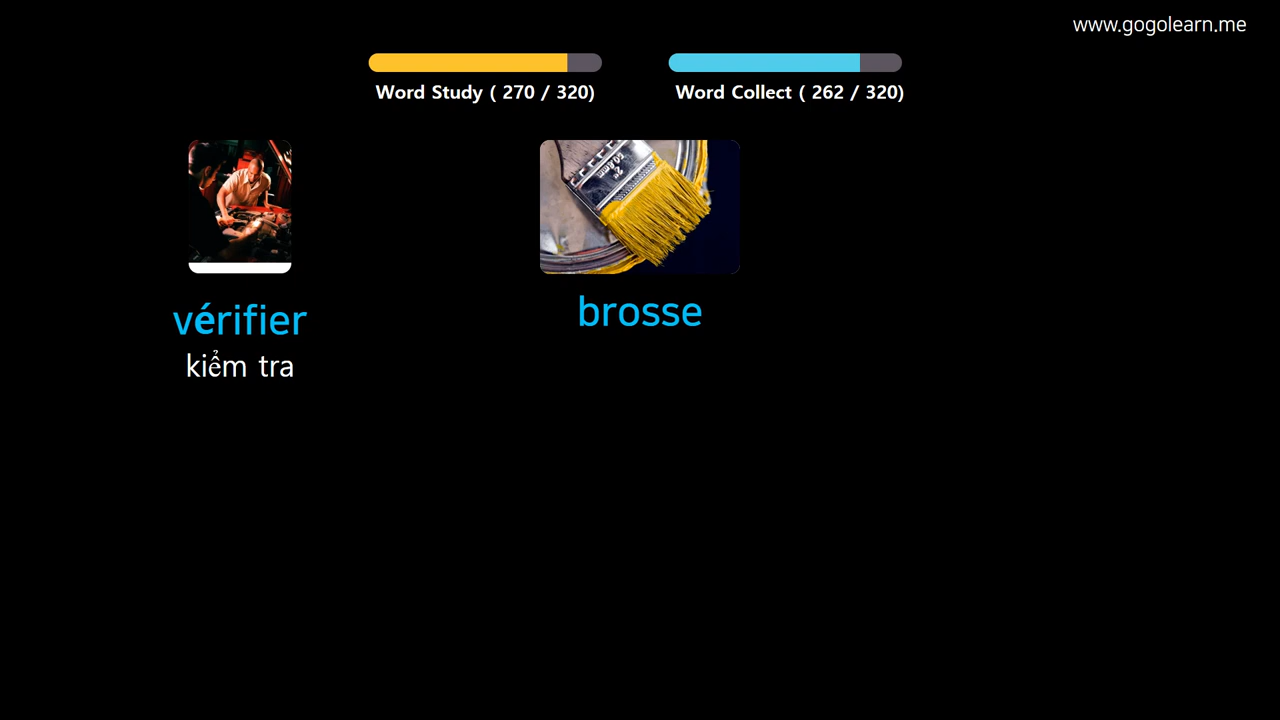 www.gogolearn.me
Word Study ( 270 / 320)
Word Collect ( 262 / 320)
vérifier
kiểm tra
brosse